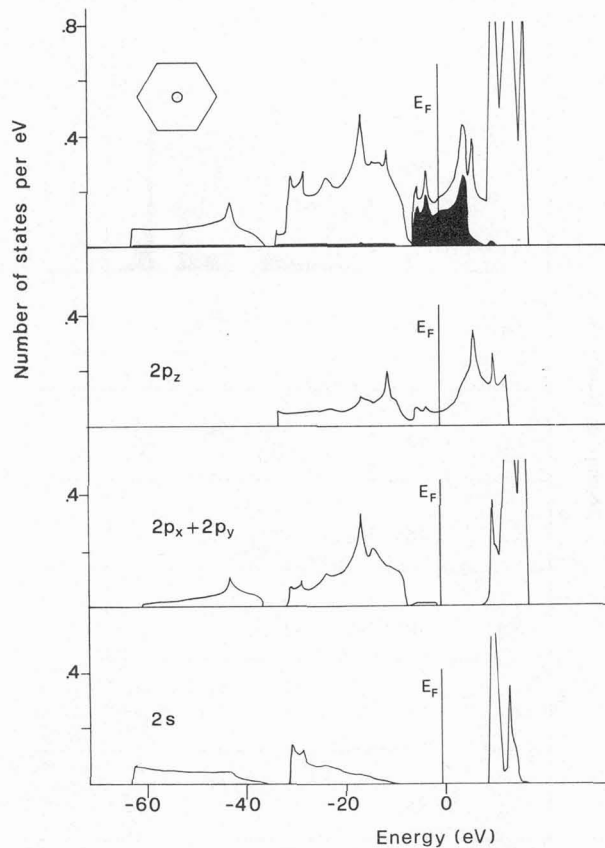 .8
Number of states per eV
.4
E_F
.4
2p_z
E_F
.4
2p_x+2p_y
E_F
.4
2s
E_F
-60
-40
-20
0
Energy (eV)